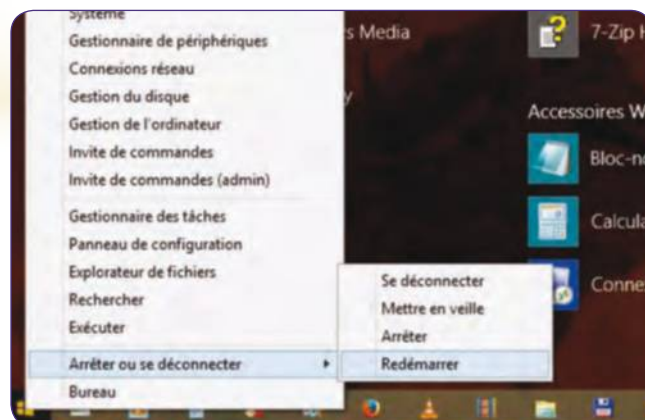 Système
Gestionnaire de périphériques
Connexions réseau
Gestion du disque
Gestion de l'ordinateur
Invite de commandes
Invite de commandes (admin)
Gestionnaire des tâches
Panneau de configuration
Explorateur de fichiers
Rechercher
Exécuter
Arrêter ou se déconnecter
Bureau
Se déconnecter
Mettre en veille
Arrêter
Redémarrer
s Media
y
7-Zip H
Accessoires W
Bloc-no
Calcula
Conne